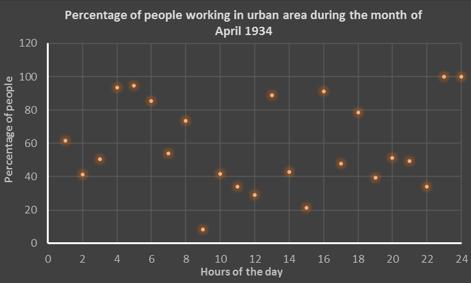 Percentage of people working in urban area during the month of
April 1934
120
100
80
60
40
20
0
Percentage of people
0 2 4 6 8 10 12 14 16 18 20 22 24
Hours of the day